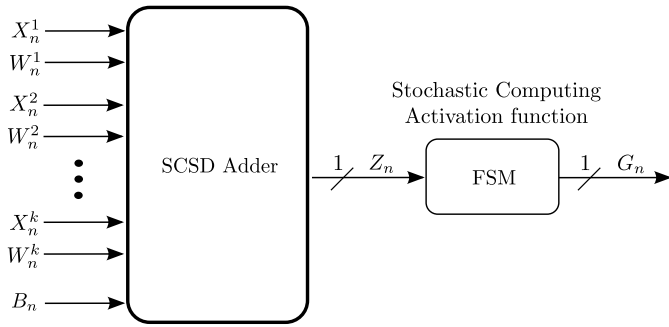 X_n^1
W_n^1
X_n^2
W_n^2
X_n^k
W_n^k
B_n
SCSD Adder
1
Z_n
Stochastic Computing
Activation function
FSM
1
G_n